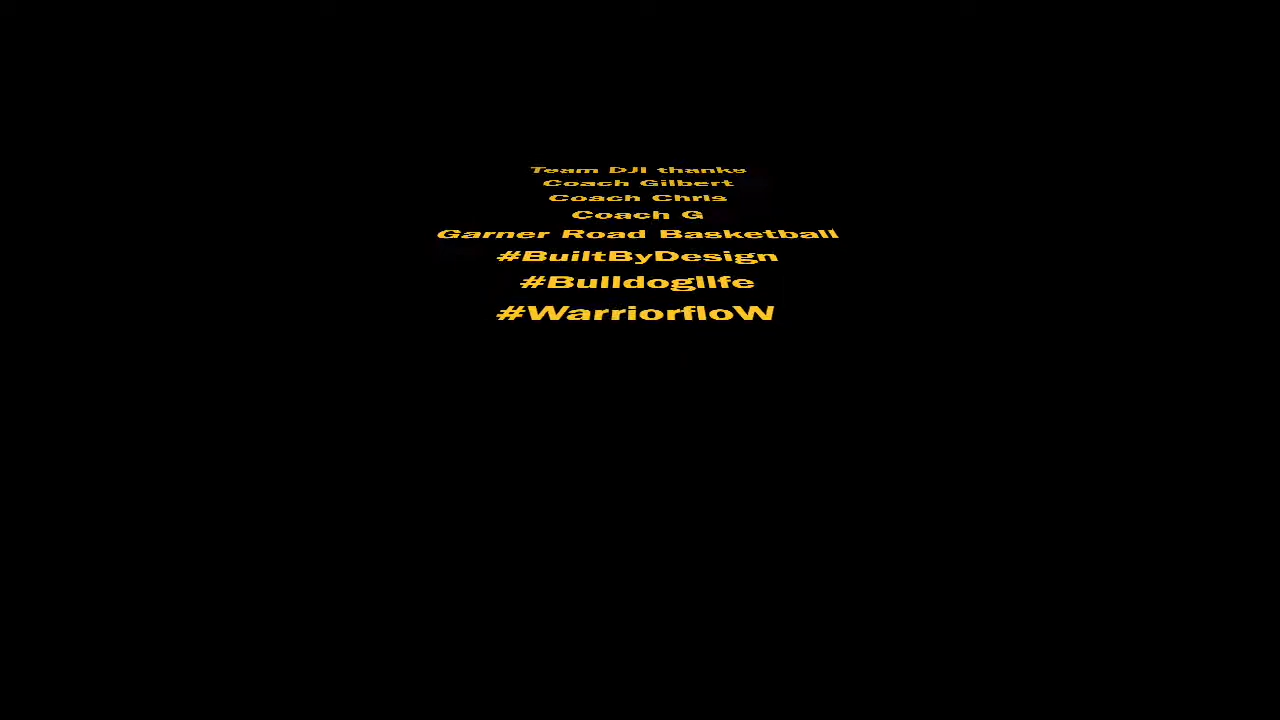 Team DJI thanks
Coach Gilbert
Coach Chris
Coach G
Garner Road Basketball
#BuiltByDesign
#Bulldoglife
#WarriorfloW